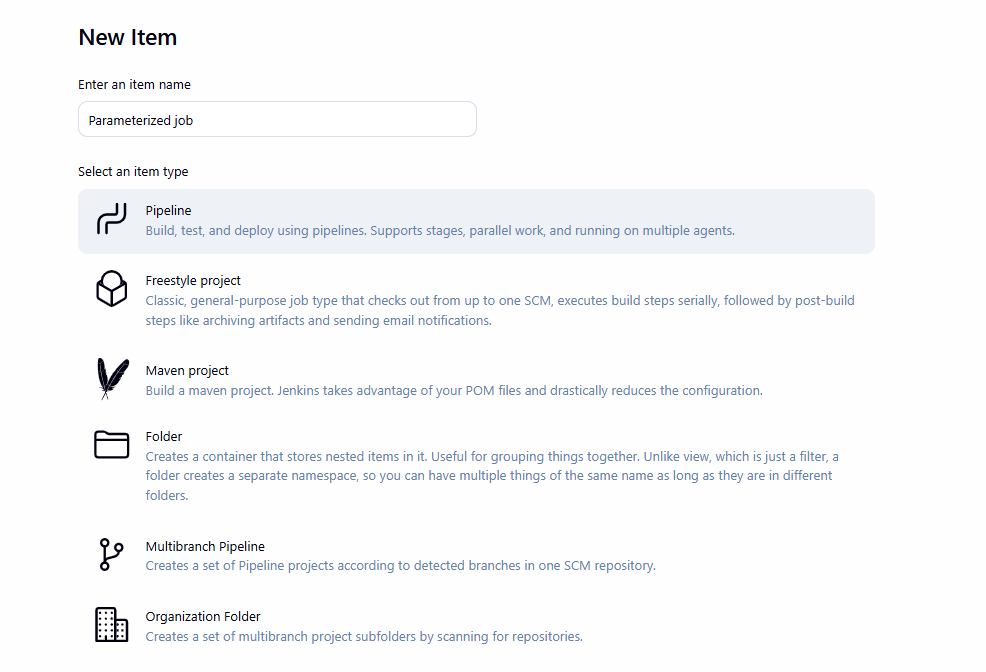 New Item
Enter an item name
Parameterized job
Select an item type
Pipeline
Build, test, and deploy using pipelines. Supports stages, parallel work, and running on multiple agents.
Freestyle project
Classic, general-purpose job type that checks out from up to one SCM, executes build steps serially, followed by post-build
steps like archiving artifacts and sending email notifications.
Maven project
Build a maven project. Jenkins takes advantage of your POM files and drastically reduces the configuration.
Folder
Creates a container that stores nested items in it. Useful for grouping things together. Unlike view, which is just a filter, a
folder creates a separate namespace, so you can have multiple things of the same name as long as they are in different
folders.
Multibranch Pipeline
Creates a set of Pipeline projects according to detected branches in one SCM repository.
Organization Folder
Creates a set of multibranch project subfolders by scanning for repositories.